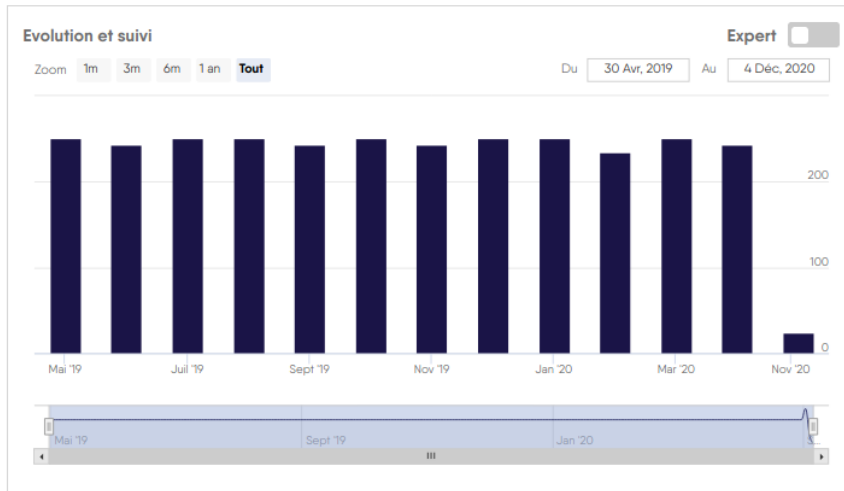 Evolution et suivi Expert
Zoom 1m 3m 6m 1 an Tout Du 30 Avr, 2019 Au 4 Déc, 2020
200
100
0
Mai '19 Juil '19 Sept '19 Nov '19 Jan '20 Mar '20 Nov '20
Mai '19 Sept '19 Jan '20